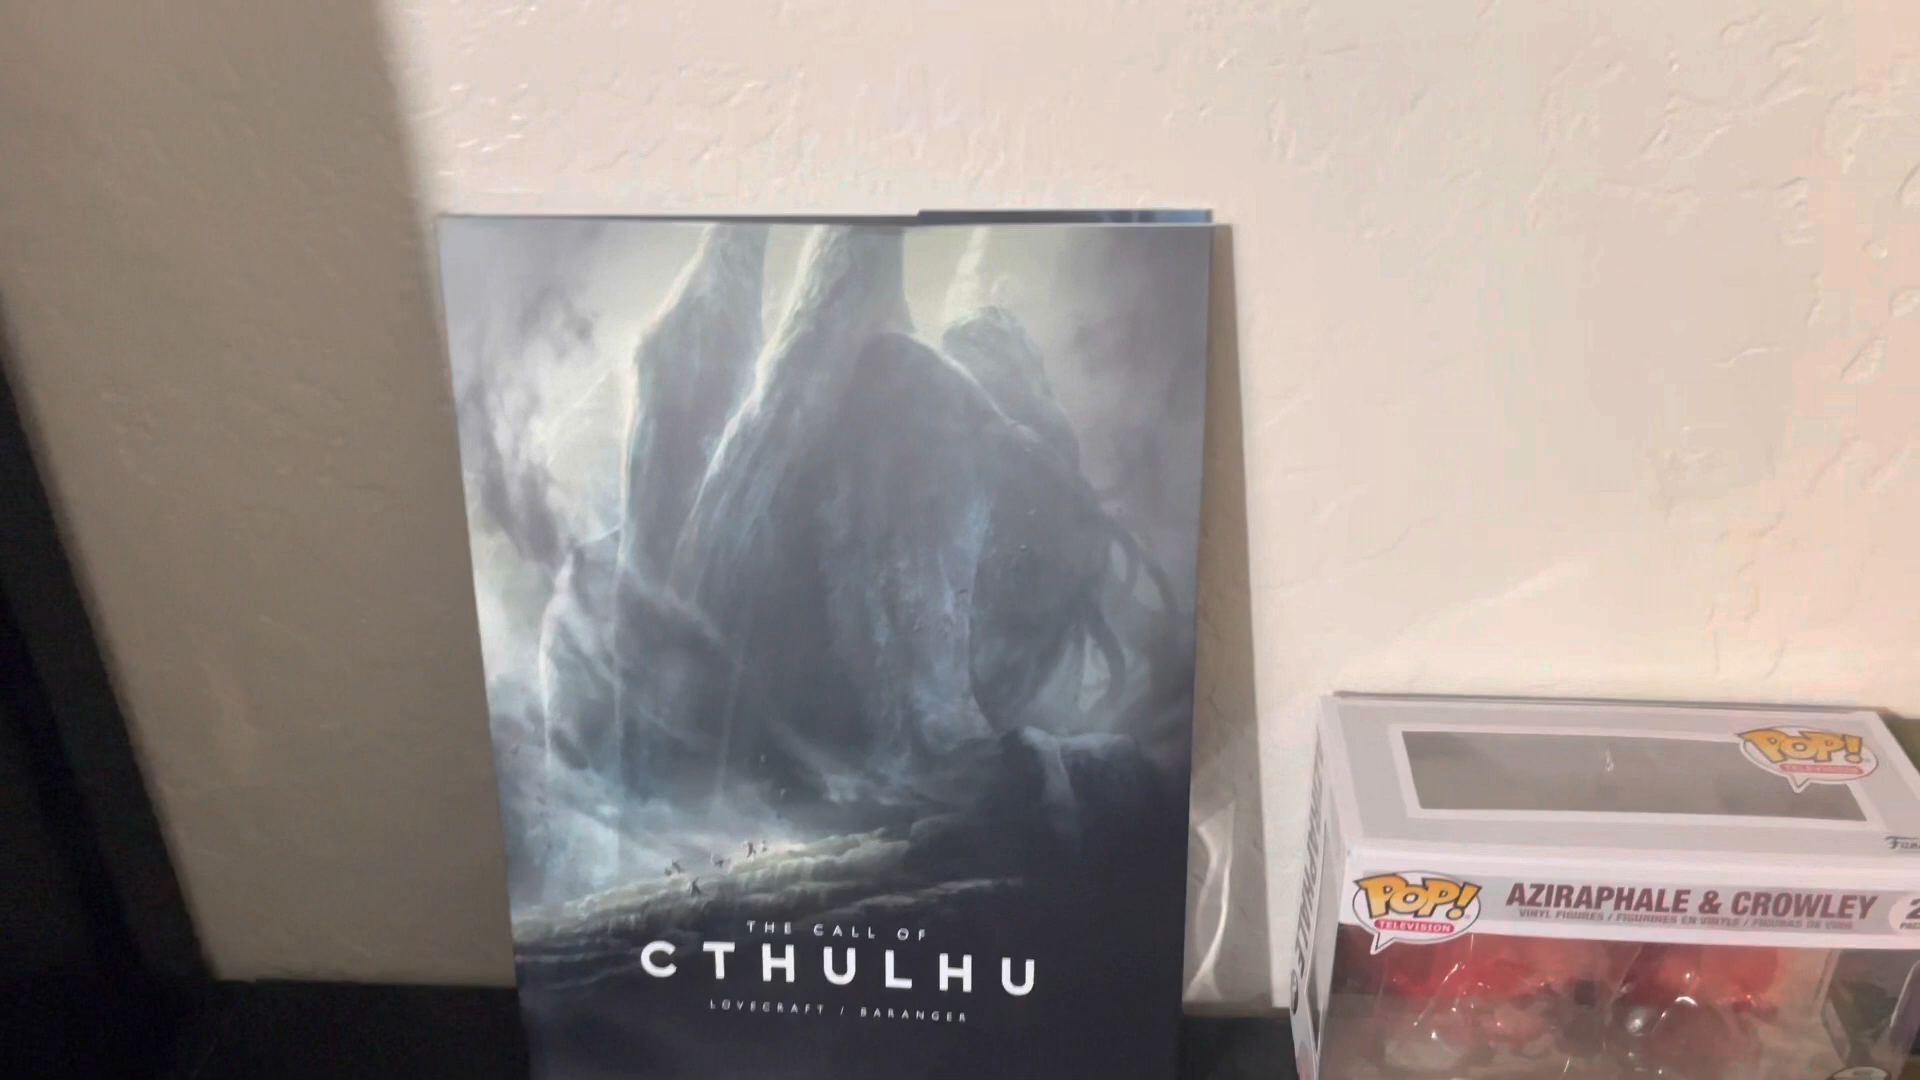 THE CALL OF
CTHULHU
LOVECRAFT / BARANGER
POP!
TELEVISION
POP!
TELEVISION
AZIRAPHALE & CROWLEY
VINYL FIGURES / FIGURINES EN VINYLE / FIGURAS DE VINIL
2